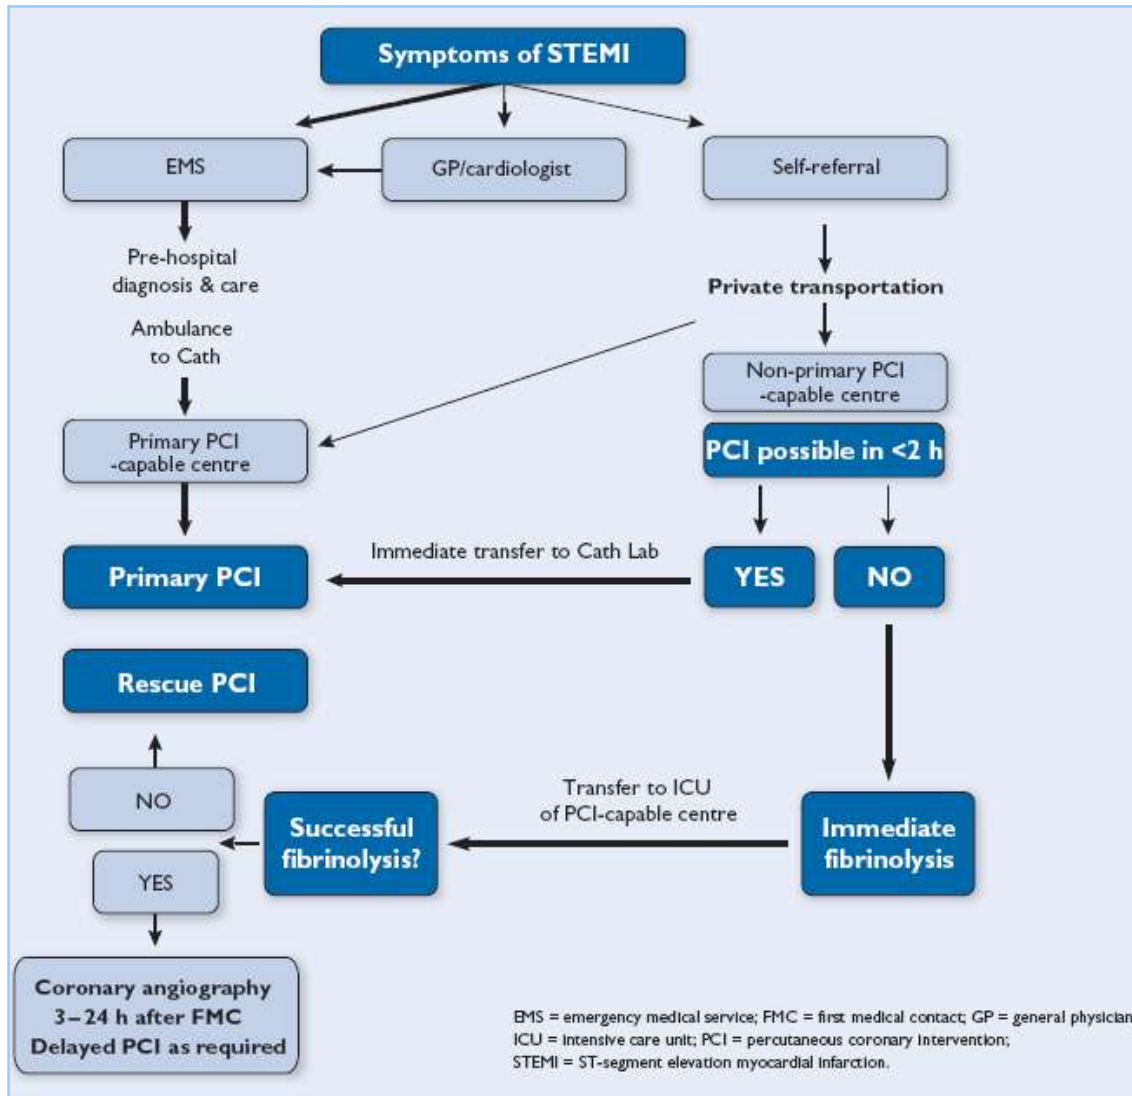 Symptoms of STEMI
EMS
GP/cardiologist
Self-referral
Pre-hospital
diagnosis & care
Private transportation
Ambulance
to Cath
Non-primary PCI
-capable centre
Primary PCI
-capable centre
PCI possible in <2 h
Immediate transfer to Cath Lab
Primary PCI
YES
NO
Rescue PCI
NO
Transfer to ICU
of PCI-capable centre
Successful
fibrinolysis?
Immediate
fibrinolysis
YES
Coronary angiography
3–24 h after FMC
Delayed PCI as required
EMS = emergency medical service; FMC = first medical contact; GP = general physician
ICU = intensive care unit; PCI = percutaneous coronary intervention;
STEMI = ST-segment elevation myocardial infarction.